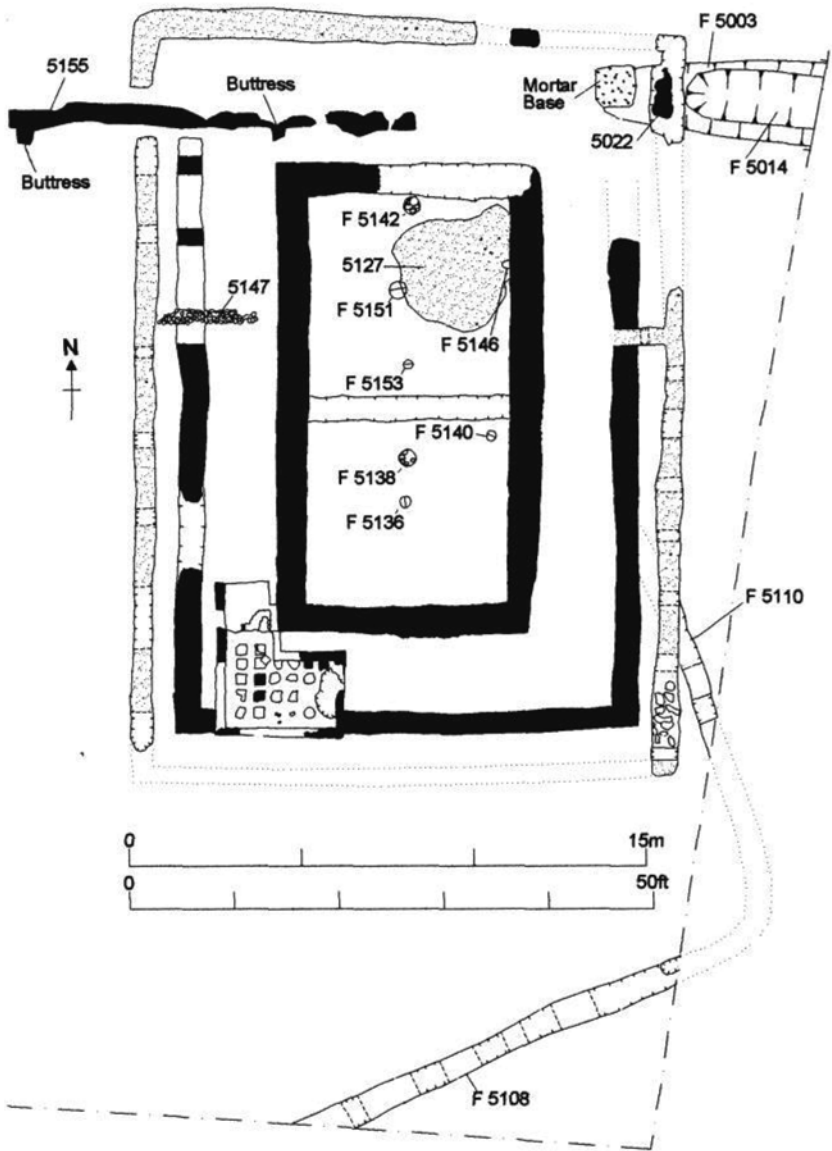 F 5003
5155
Buttress
Mortar
Base
Buttress
5022
F 5014
F 5142
5127
5147
F 5151
F 5146
N
F 5153
F 5140
F 5138
F 5136
F 5110
0
15m
0
50ft
F 5108